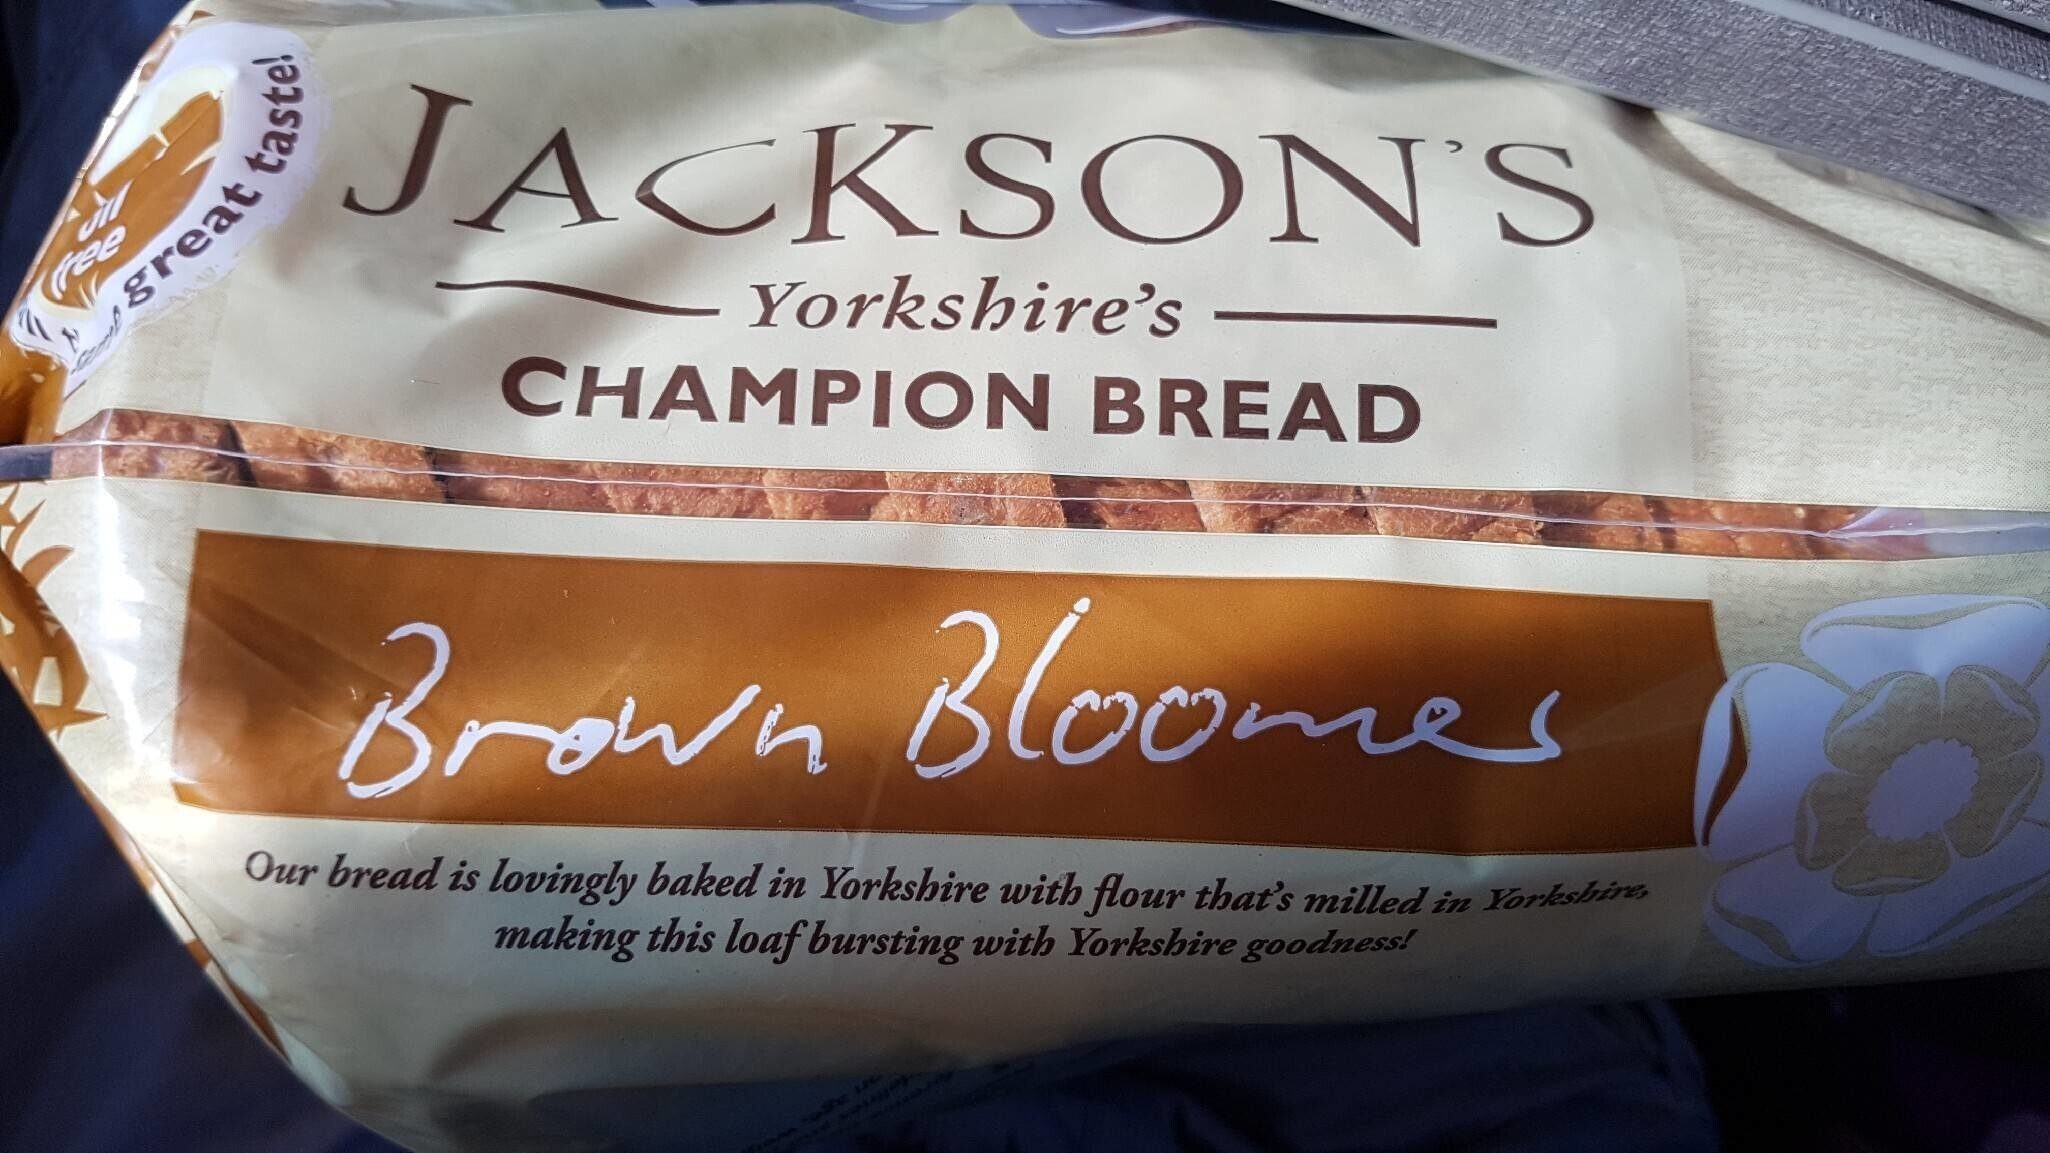 JACKSON'S
Yorkshire's
CHAMPION BREAD
Brown Bloomer
Our bread is lovingly baked in Yorkshire with flour that's milled in Yorkshire,
making this loaf bursting with Yorkshire goodness!
free
great taste!